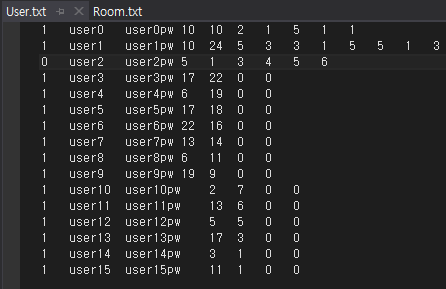 User.txt Room.txt
1 user0 user0pw 10 10 2 1 5 1 1
1 user1 user1pw 10 24 5 3 3 1 5 5 1 3
0 user2 user2pw 5 1 3 4 5 6
1 user3 user3pw 17 22 0 0
1 user4 user4pw 6 19 0 0
1 user5 user5pw 17 18 0 0
1 user6 user6pw 22 16 0 0
1 user7 user7pw 13 14 0 0
1 user8 user8pw 6 11 0 0
1 user9 user9pw 19 9 0 0
1 user10 user10pw 2 7 0 0
1 user11 user11pw 13 6 0 0
1 user12 user12pw 5 5 0 0
1 user13 user13pw 17 3 0 0
1 user14 user14pw 3 1 0 0
1 user15 user15pw 11 1 0 0